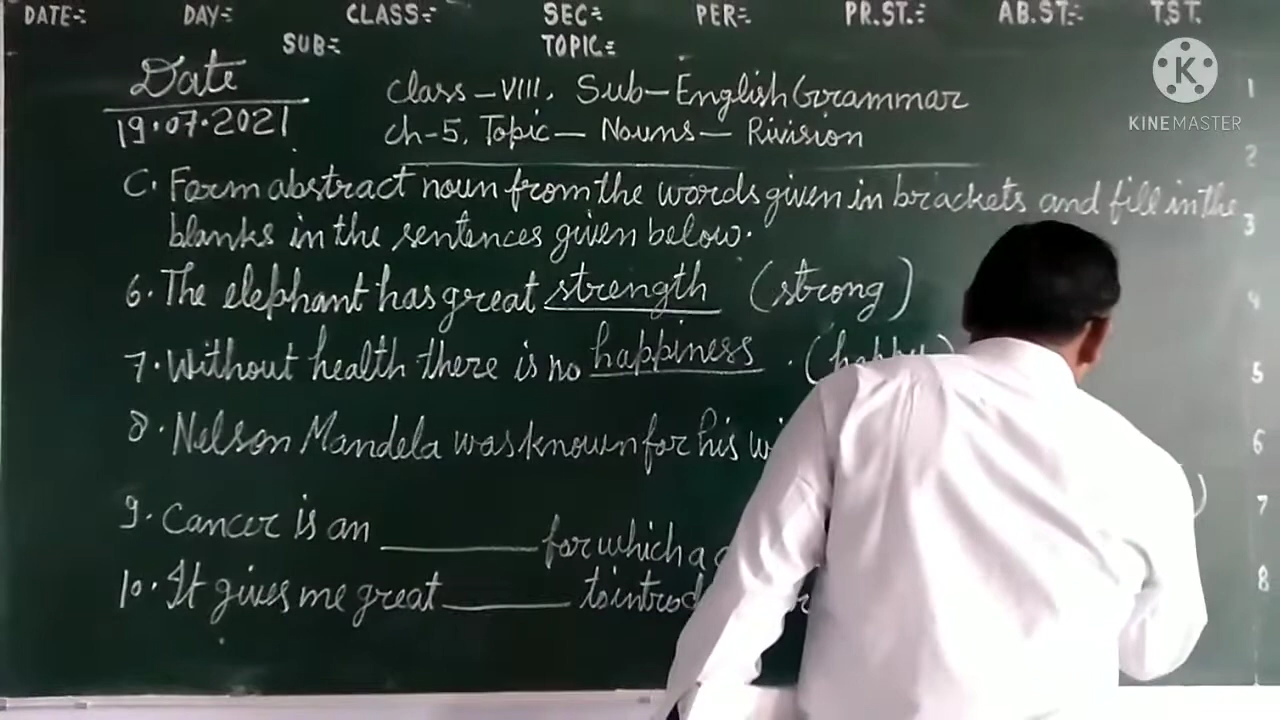 DATE:- DAY:- CLASS:- SEC:- PER:- PR.ST.:- AB.ST:- T.ST.
SUB:- TOPIC:-
K
KINEMASTER
Date
19.07.2021
Class - VIII, Sub - English Grammar
Ch-5, Topic - Nouns - Rivision
C. Form abstract noun from the words given in brackets and fill in the
blanks in the sentences given below.
6. The elephant has great strength (strong)
7. Without health there is no happiness. (happy)
8. Nelson Mandela was known for his
9. Cancer is an ________ for which a
10. It gives me great ________ to
1
2
3
4
5
6
7
8